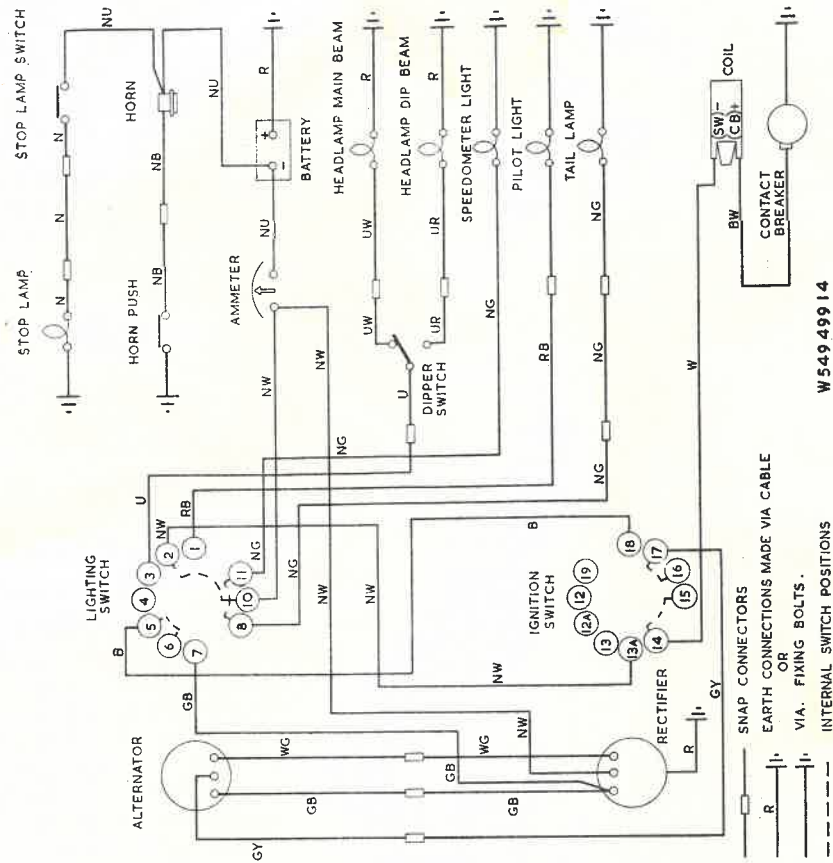 STOP LAMP
STOP LAMP SWITCH
N
N
N
NU
HORN PUSH
HORN
NB
NB
NU
AMMETER
BATTERY
NU
- +
R
NW
NW
HEADLAMP MAIN BEAM
UW
UW
R
HEADLAMP DIP BEAM
UR
UR
R
DIPPER
SWITCH
U
SPEEDOMETER LIGHT
NG
PILOT LIGHT
RB
TAIL LAMP
NG
NG
NG
NG
LIGHTING
SWITCH
U
NW
RB
3
2
1
4
5
6
7
8
10
11
B
GB
NG
NG
NW
NW
B
IGNITION
SWITCH
18
19
12
12A
13
13A
14
15
16
17
W
COIL
SW -
CB +
BW
CONTACT
BREAKER
ALTERNATOR
WG
WG
GB
GB
GB
NW
GY
GY
RECTIFIER
R
SNAP CONNECTORS
R
EARTH CONNECTIONS MADE VIA CABLE
OR
VIA. FIXING BOLTS.
INTERNAL SWITCH POSITIONS
W549 49914